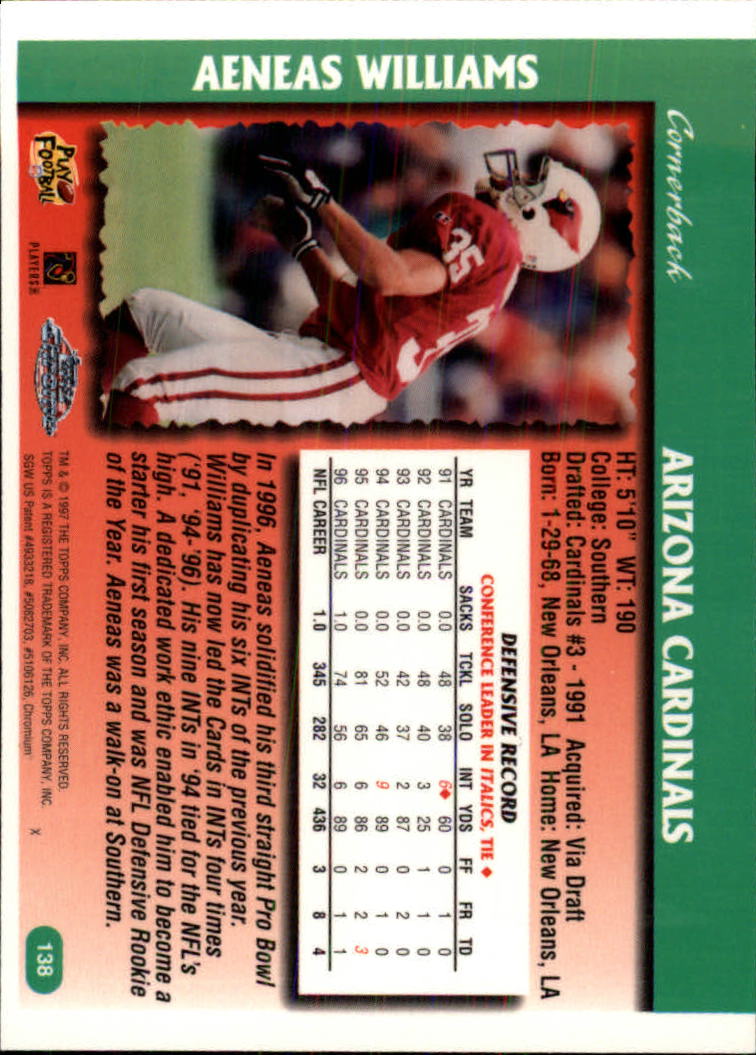 AENEAS WILLIAMS
Cornerback
ARIZONA CARDINALS
HT: 5'10" WT: 190
College: Southern
Drafted: Cardinals #3 - 1991 Acquired: Via Draft
Born: 1-29-68, New Orleans, LA Home: New Orleans, LA
DEFENSIVE RECORD
CONFERENCE LEADER IN ITALICS, TIE ♦
YR TEAM SACKS TCKL SOLO INT YDS FF FR TD
91 CARDINALS 0.0 48 38 6♦ 60 0 1 0
92 CARDINALS 0.0 48 40 3 25 1 1 0
93 CARDINALS 0.0 42 37 2 87 0 2 0
94 CARDINALS 0.0 52 46 9 89 0 1 0
95 CARDINALS 0.0 81 65 6 86 2 2 3
96 CARDINALS 1.0 74 56 6 89 0 1 1
NFL CAREER 1.0 345 282 32 436 3 8 4
In 1996, Aeneas solidified his third straight Pro Bowl
by duplicating his six INTs of the previous year.
Williams has now led the Cards in INTs four times
('91, '94-'96). His nine INTs in '94 tied for the NFL's
high. A dedicated work ethic enabled him to become a
starter his first season and was NFL Defensive Rookie
of the Year. Aeneas was a walk-on at Southern.
35
PLAY
FOOTBALL
PLAYERS
TM & © 1997 THE TOPPS COMPANY, INC. ALL RIGHTS RESERVED.
TOPPS IS A REGISTERED TRADEMARK OF THE TOPPS COMPANY, INC.
SGW US Patent #4933218, #5082703, #5106126, Chromium X
138